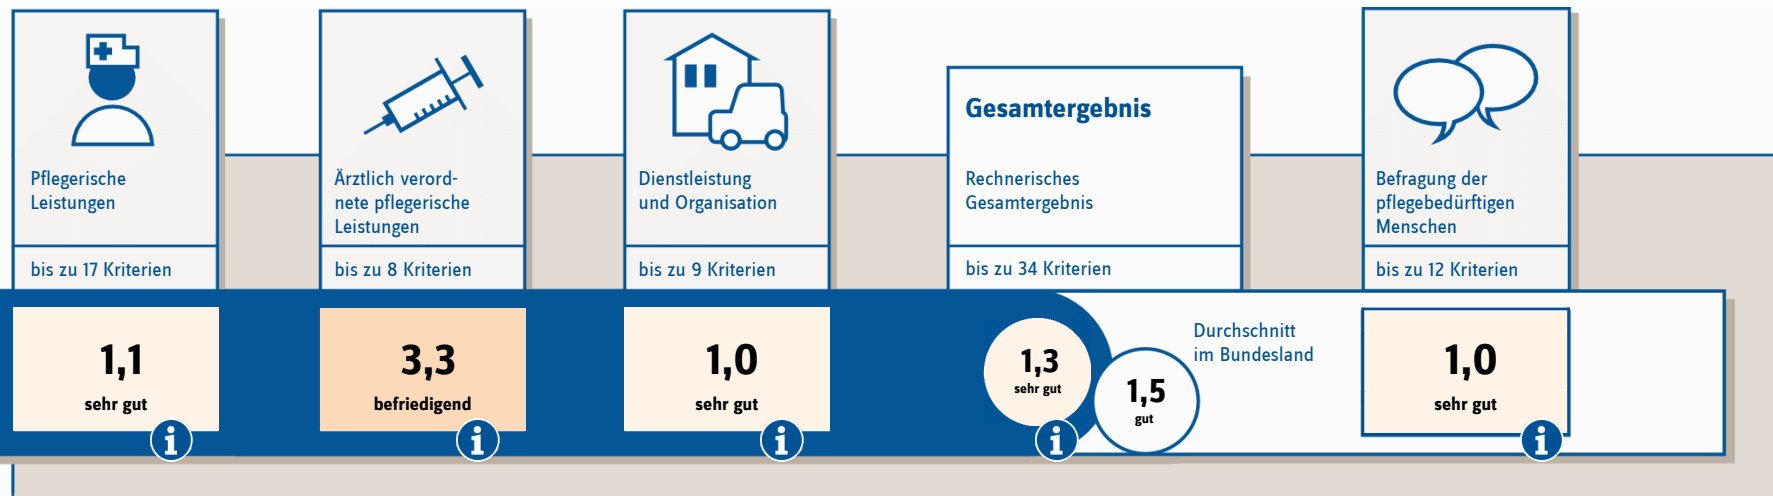 Pflegerische
Leistungen
bis zu 17 Kriterien
1,1
sehr gut
i
Ärztlich verord-
nete pflegerische
Leistungen
bis zu 8 Kriterien
3,3
befriedigend
i
Dienstleistung
und Organisation
bis zu 9 Kriterien
1,0
sehr gut
i
Gesamtergebnis
Rechnerisches
Gesamtergebnis
bis zu 34 Kriterien
1,3
sehr gut
i
1,5
gut
Durchschnitt
im Bundesland
Befragung der
pflegebedürftigen
Menschen
bis zu 12 Kriterien
1,0
sehr gut
i